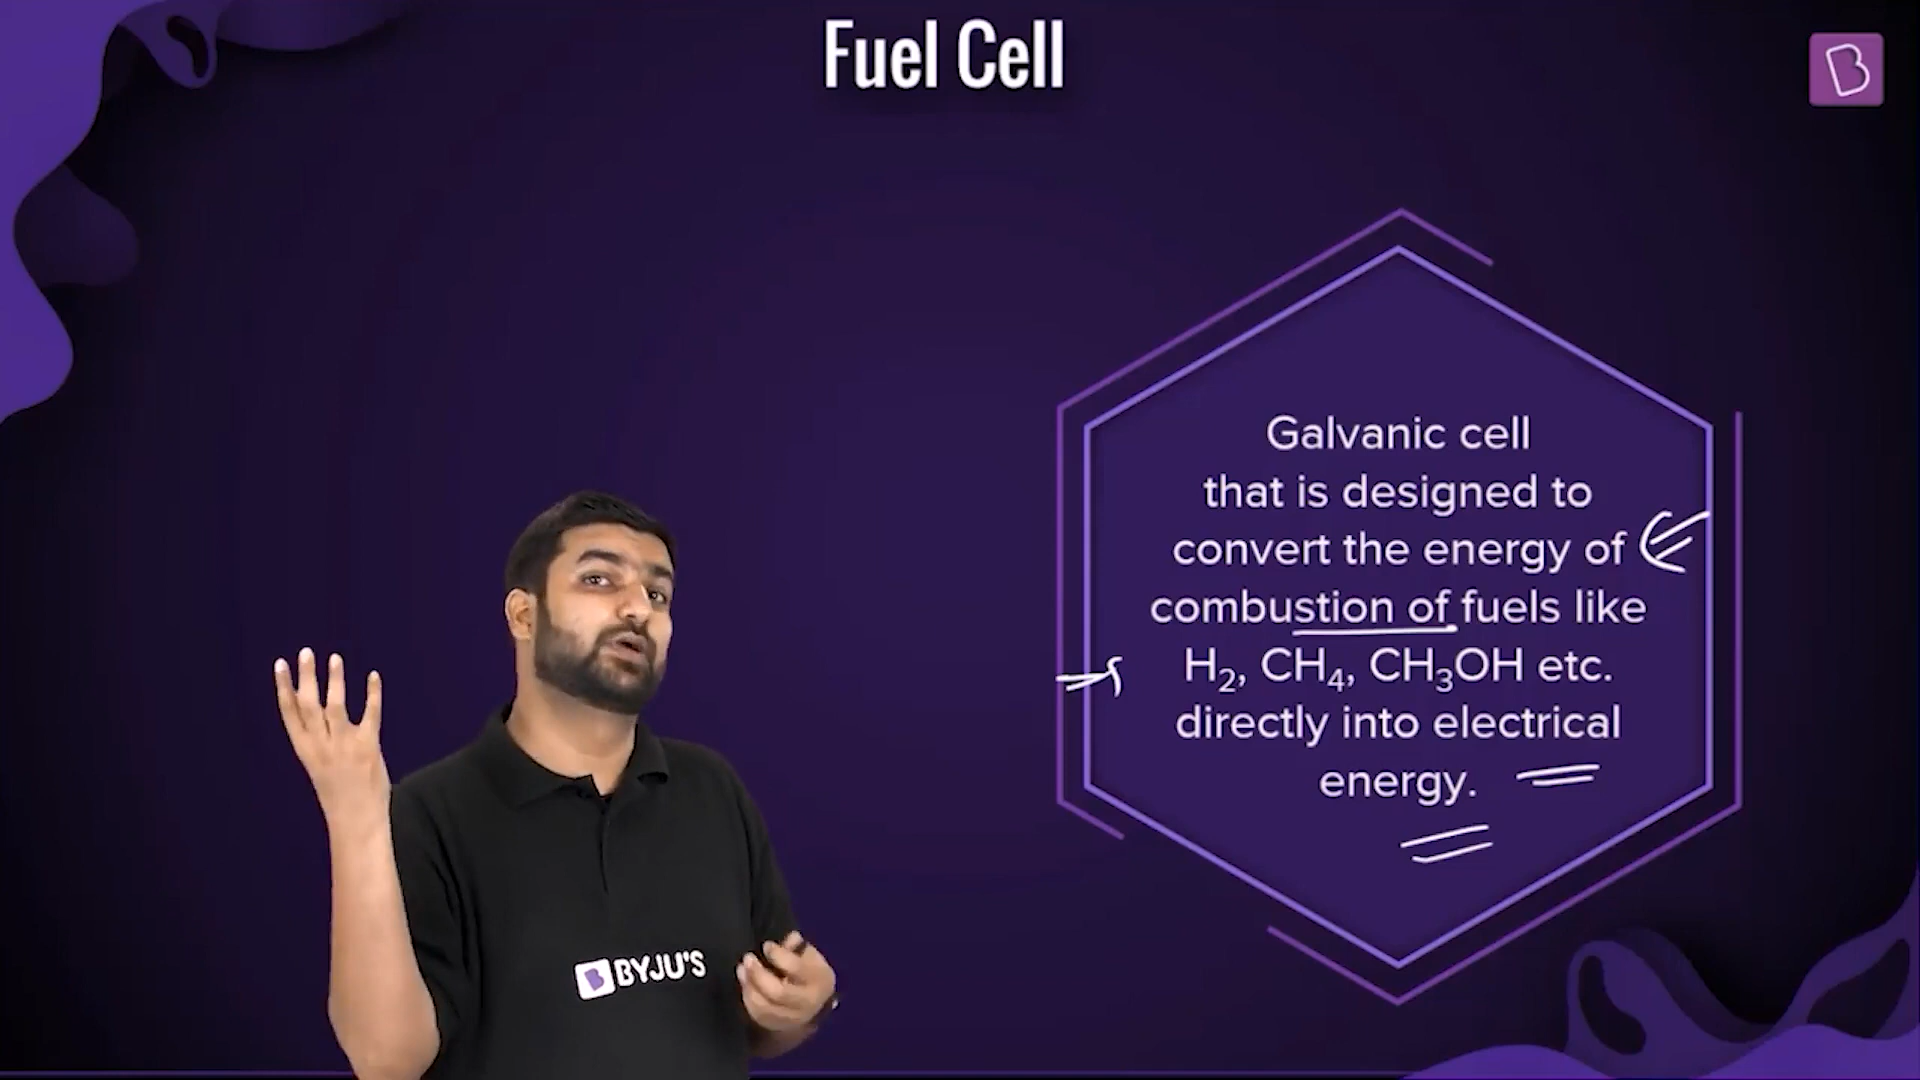 Fuel Cell
Galvanic cell
that is designed to
convert the energy of
combustion of fuels like
H₂, CH₄, CH₃OH etc.
directly into electrical
energy.
BYJU'S